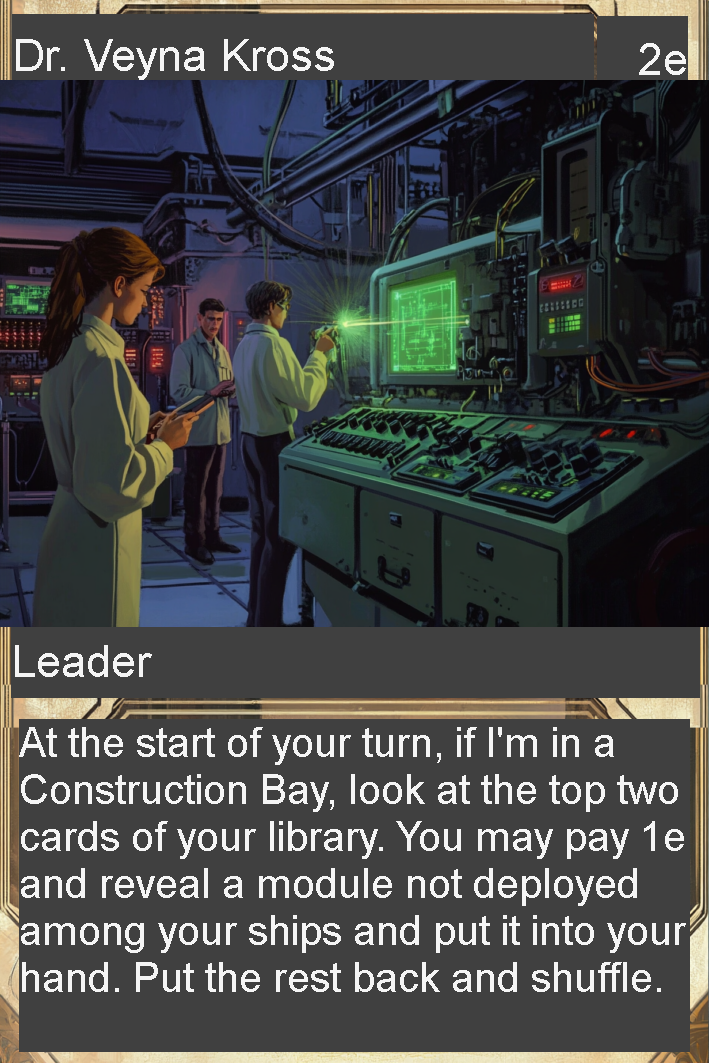 Dr. Veyna Kross
2e
Leader
At the start of your turn, if I'm in a
Construction Bay, look at the top two
cards of your library. You may pay 1e
and reveal a module not deployed
among your ships and put it into your
hand. Put the rest back and shuffle.